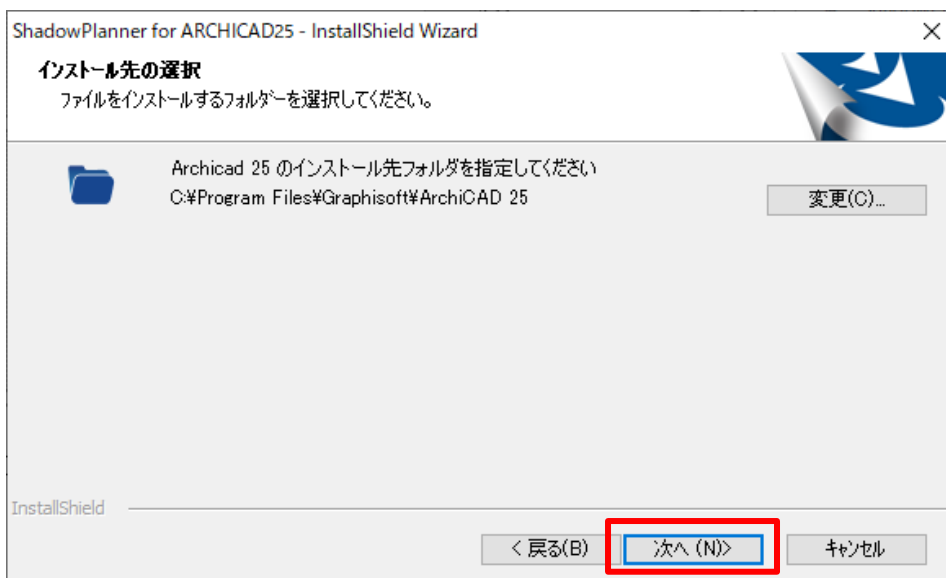 ShadowPlanner for ARCHICAD25 - InstallShield Wizard
インストール先の選択
ファイルをインストールするフォルダーを選択してください。
Archicad 25 のインストール先フォルダを指定してください
C:¥Program Files¥Graphisoft¥ArchiCAD 25
変更(C)...
InstallShield
< 戻る(B)
次へ (N)>
キャンセル